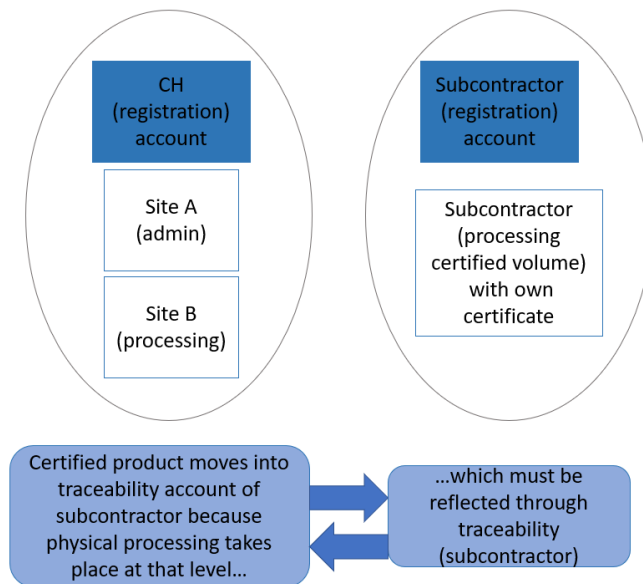 CH
(registration)
account
Site A
(admin)
Site B
(processing)
Subcontractor
(registration)
account
Subcontractor
(processing
certified volume)
with own
certificate
Certified product moves into
traceability account of
subcontractor because
physical processing takes
place at that level...
...which must be
reflected through
traceability
(subcontractor)